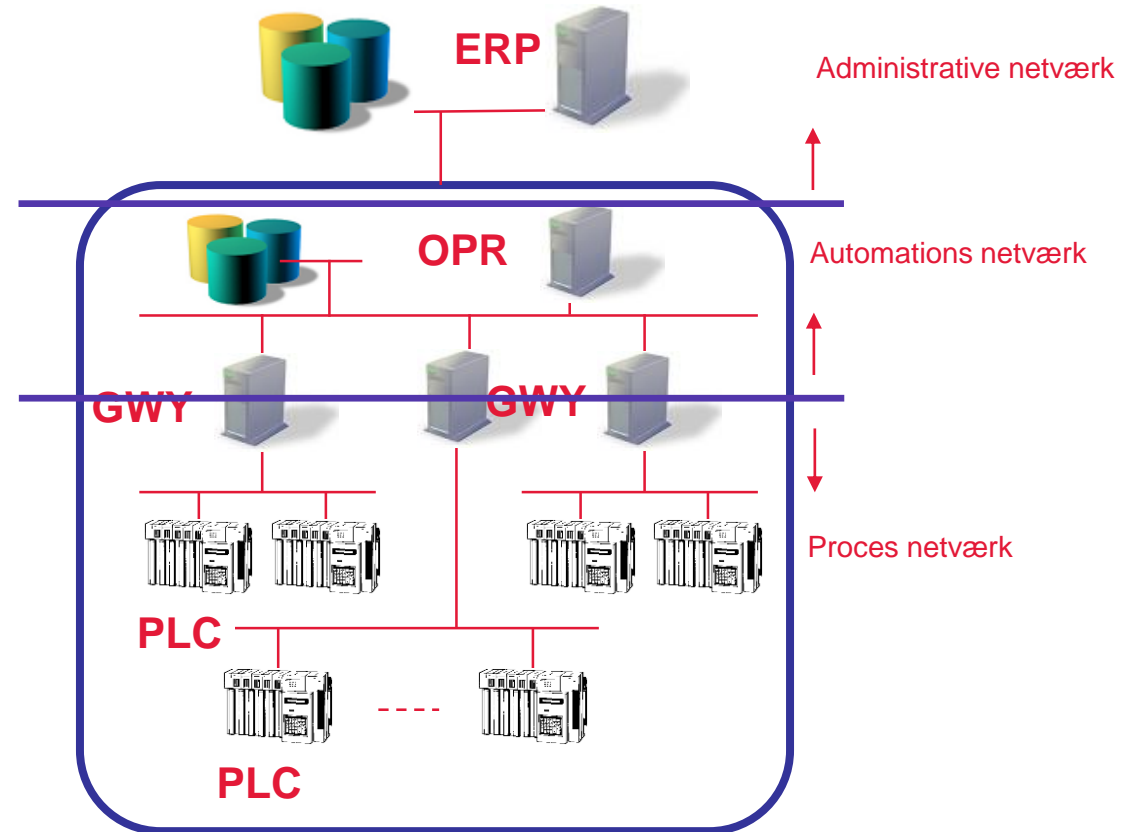 ERP
Administrative netværk
OPR
Automations netværk
GWY
GWY
Proces netværk
PLC
PLC